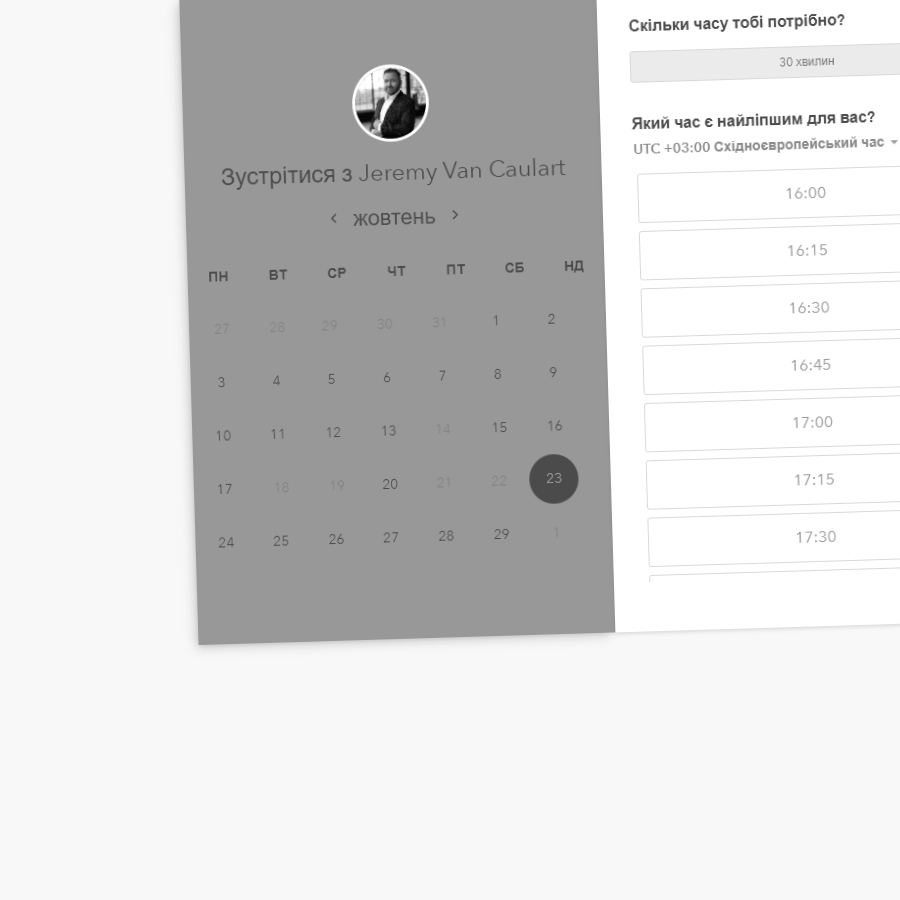 Зустрітися з Jeremy Van Caulart
‹ жовтень ›
ПН ВТ СР ЧТ ПТ СБ НД
27 28 29 30 31 1 2
3 4 5 6 7 8 9
10 11 12 13 14 15 16
17 18 19 20 21 22 23
24 25 26 27 28 29 1
Скільки часу тобі потрібно?
30 хвилин
Який час є найліпшим для вас?
UTC +03:00 Східноєвропейський час
16:00
16:15
16:30
16:45
17:00
17:15
17:30